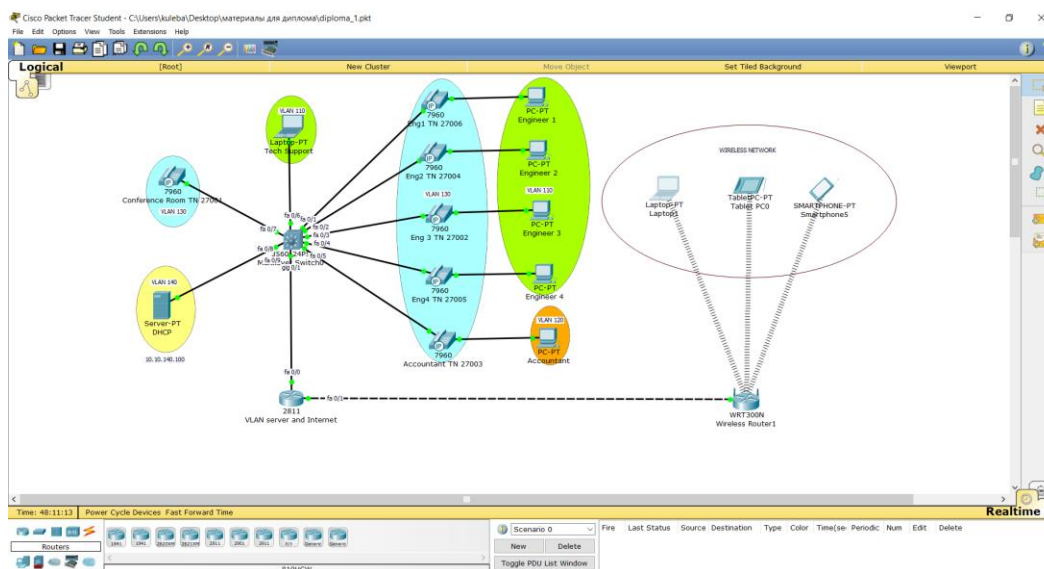 Cisco Packet Tracer Student - C:\Users\kuleba\Desktop\материалы для диплома\diploma_1.pkt
File Edit Options View Tools Extensions Help
Logical
[Root]
New Cluster
Move Object
Set Tiled Background
Viewport
VLAN 110
Laptop-PT
Tech Support
7960
Conference Room TN 27001
VLAN 130
fa 0/6
fa 0/1
fa 0/2
fa 0/7
fa 0/3
fa 0/4
fa 0/8
fa 0/5
gig 0/1
VLAN 140
Server-PT
DHCP
10.10.140.100
7960
Eng1 TN 27006
7960
Eng2 TN 27004
VLAN 130
7960
Eng 3 TN 27002
7960
Eng4 TN 27005
7960
Accountant TN 27003
PC-PT
Engineer 1
PC-PT
Engineer 2
VLAN 110
PC-PT
Engineer 3
PC-PT
Engineer 4
VLAN 120
PC-PT
Accountant
fa 0/0
fa 0/1
2811
VLAN server and Internet
WIRELESS NETWORK
Laptop-PT
Laptop1
TabletPC-PT
Tablet PC0
SMARTPHONE-PT
Smartphone5
WRT300N
Wireless Router1
Time: 48:11:13
Power Cycle Devices Fast Forward Time
Realtime
Routers
Scenario 0
New
Delete
Toggle PDU List Window
Fire Last Status Source Destination Type Color Time(se Periodic Num Edit Delete